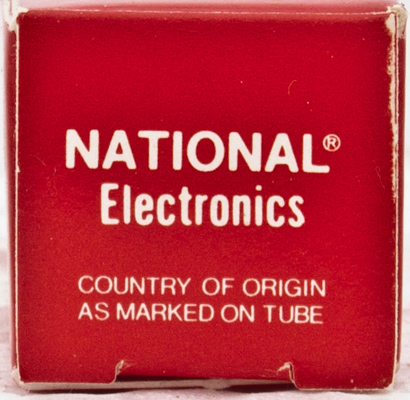 NATIONAL®
Electronics
COUNTRY OF ORIGIN
AS MARKED ON TUBE